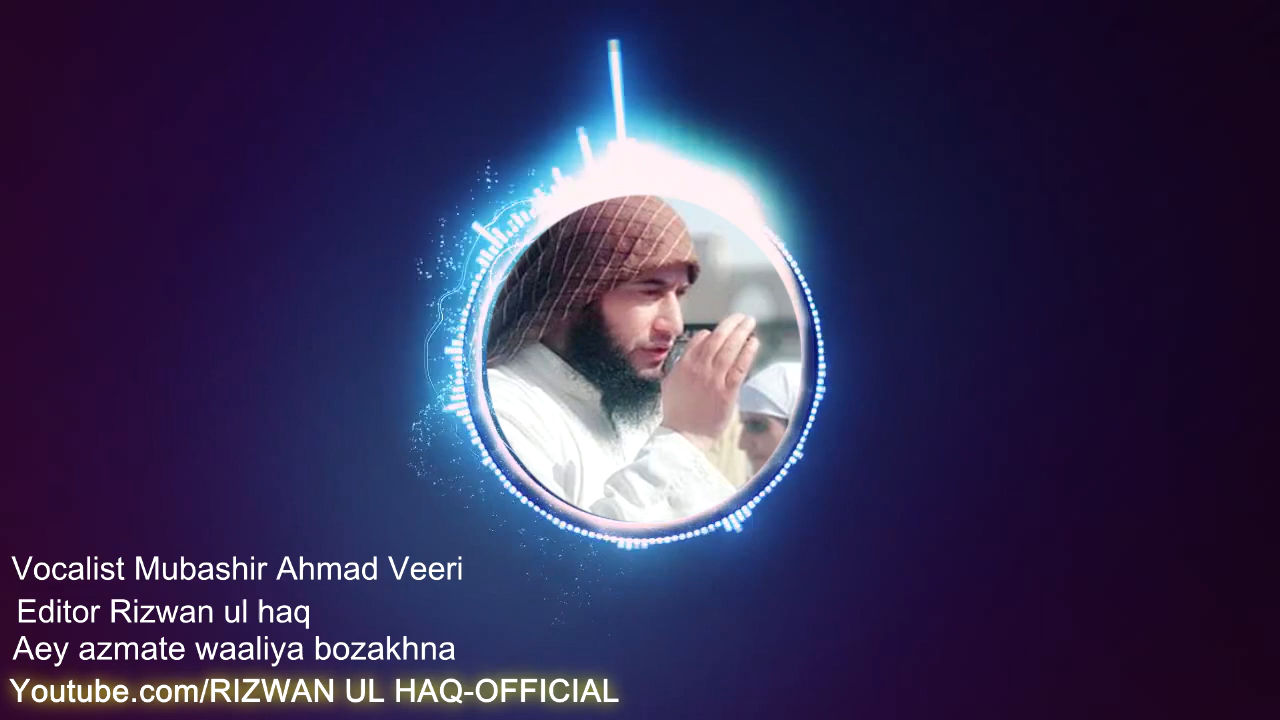 Vocalist Mubashir Ahmad Veeri
Editor Rizwan ul haq
Aey azmate waaliya bozakhna
Youtube.com/RIZWAN UL HAQ-OFFICIAL